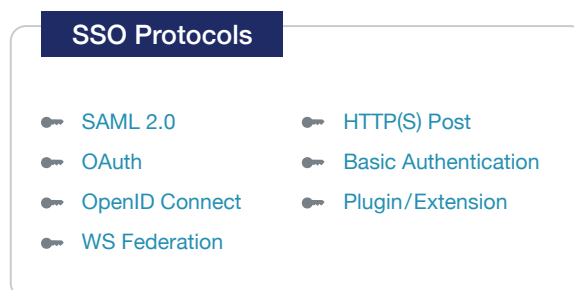 SSO Protocols
SAML 2.0
OAuth
OpenID Connect
WS Federation
HTTP(S) Post
Basic Authentication
Plugin/Extension